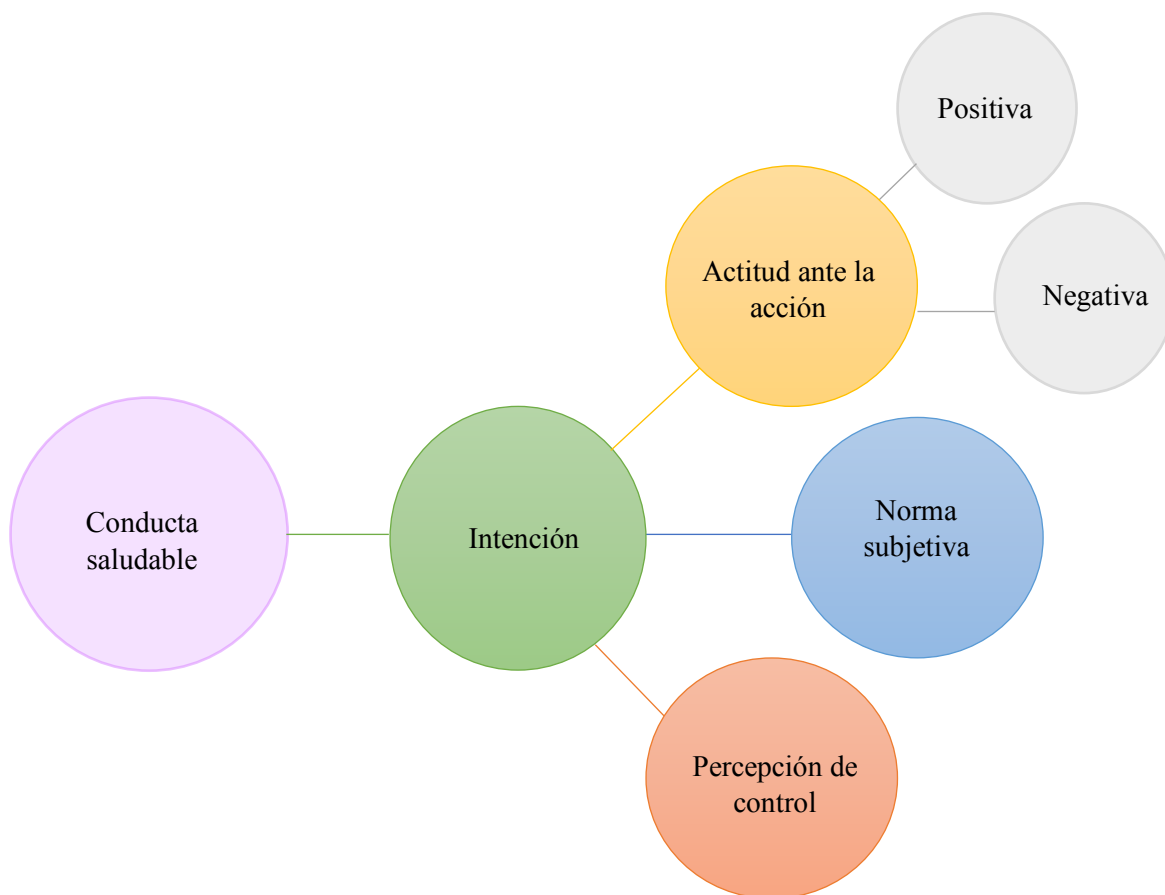 Positiva
Actitud ante la
acción
Negativa
Conducta
saludable
Intención
Norma
subjetiva
Percepción de
control